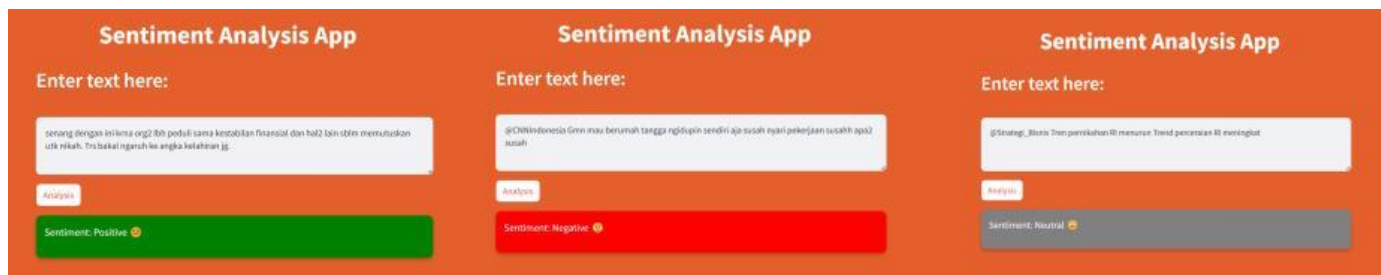 Sentiment Analysis App
Enter text here:
senang dengan ini krna org2 lbh peduli sama kestabilan finansial dan hal2 lain sblm memutuskan
utk nikah. Trs bakal ngaruh ke angka kelahiran jg.
Analysis
Sentiment: Positive 😊
Sentiment Analysis App
Enter text here:
@CNNIndonesia Gmn mau berumah tangga ngidupin sendiri aja susah nyari pekerjaan susahh apa2
susah
Analysis
Sentiment: Negative
Sentiment Analysis App
Enter text here:
@Strategi_Bisnis Tren pernikahan RI menurun Trend perceraian RI meningkat
Analysis
Sentiment: Neutral